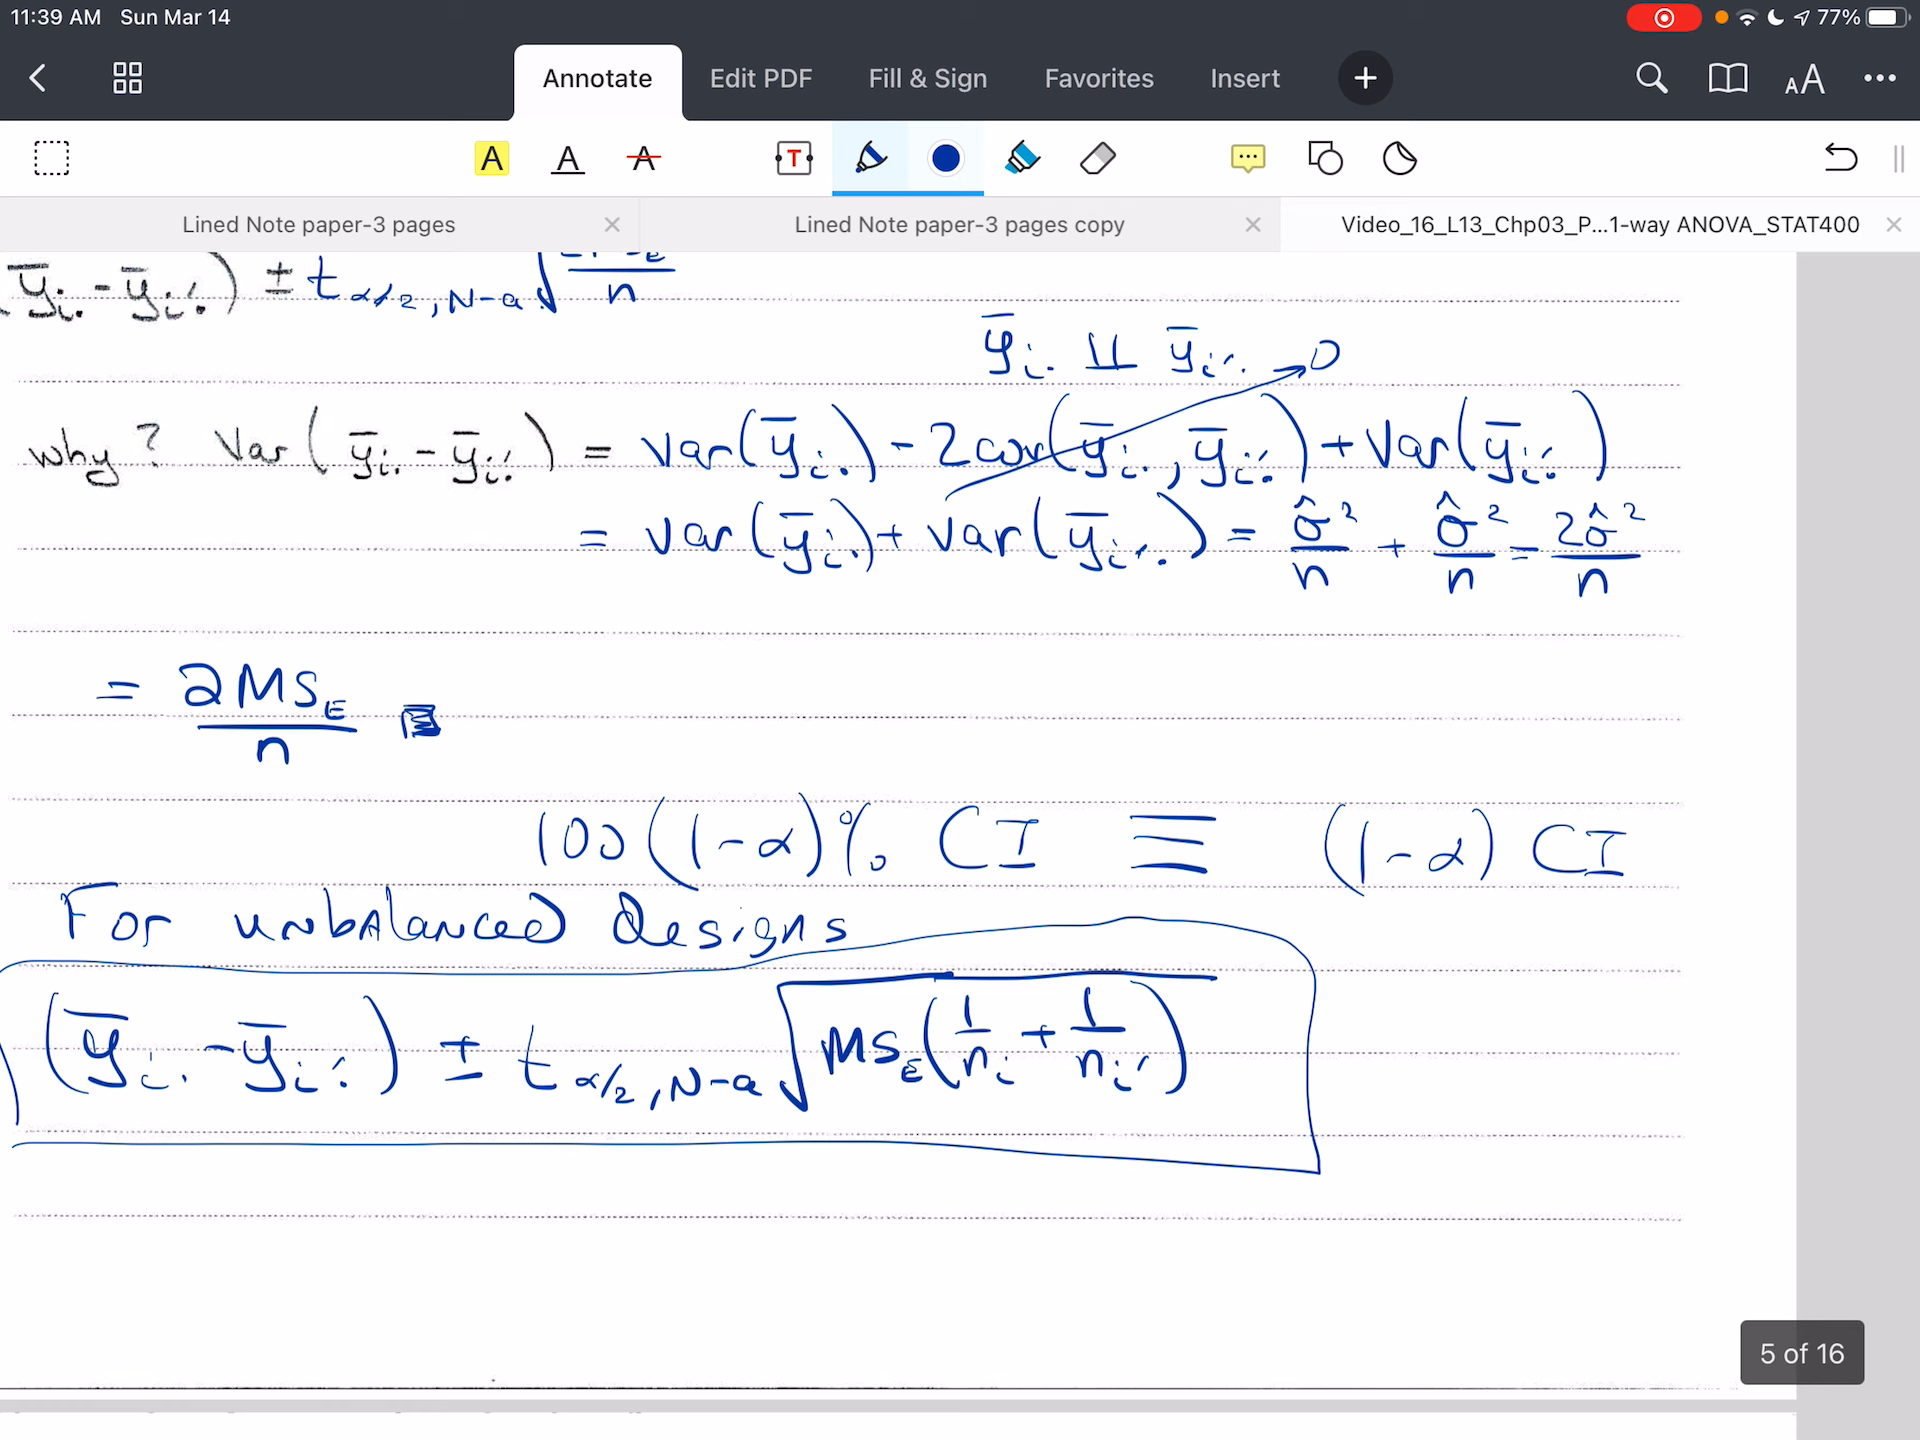 11:39 AM Sun Mar 14 77%
Annotate Edit PDF Fill & Sign Favorites Insert + AA
A A A T
Lined Note paper-3 pages × Lined Note paper-3 pages copy × Video_16_L13_Chp03_P...1-way ANOVA_STAT400 ×
ȳi. - ȳi'.) ± t α/2, N-a √ n
ȳi. ⫫ ȳi'. 0
why? Var(ȳi. - ȳi'.) = var(ȳi.) - 2cov(ȳi., ȳi'.) + var(ȳi'.)
= var(ȳi.) + var(ȳi'.) = σ̂²/n + σ̂²/n = 2σ̂²/n
= 2MSE/n
100(1-α)% CI ≡ (1-α) CI
For unbalanced designs
(ȳi. - ȳi'.) ± t α/2, N-a √MSE(1/ni + 1/ni')
5 of 16